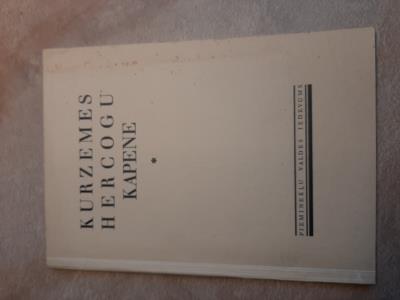 KURZEMES
HERCOGU
KAPENE
*
PIEMINEKĻU VALDES IZDEVUMS